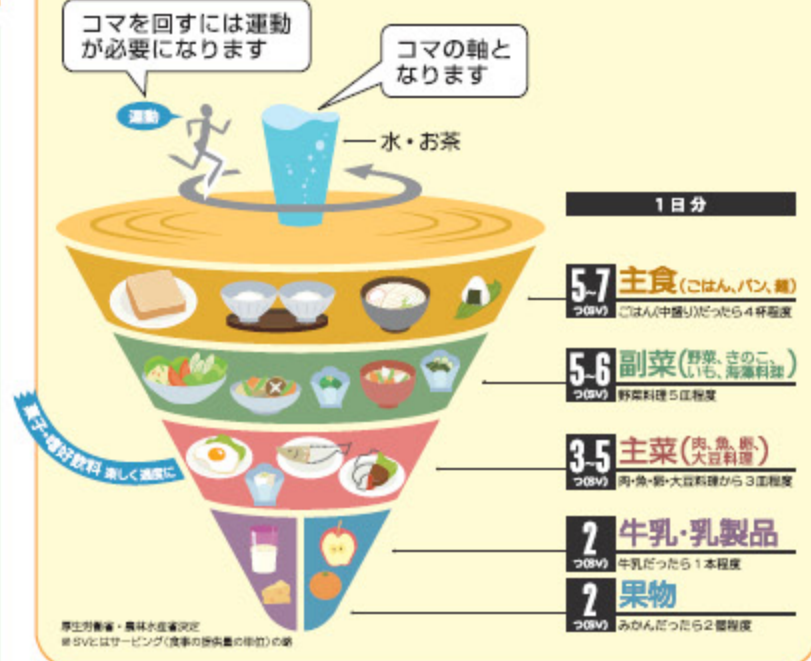 コマを回すには運動
が必要になります
コマの軸と
なります
運動
水・お茶
1日分
5~7
つ(SV)
主食(ごはん、パン、麺)
ごはん(中盛り)だったら4杯程度
5~6
つ(SV)
副菜(野菜、きのこ、
いも、海藻料理)
野菜料理5皿程度
菓子・嗜好飲料 楽しく適度に
3~5
つ(SV)
主菜(肉、魚、卵、
大豆料理)
肉・魚・卵・大豆料理から3皿程度
2
つ(SV)
牛乳・乳製品
牛乳だったら1本程度
2
つ(SV)
果物
みかんだったら2個程度
厚生労働省・農林水産省決定
※SVとはサービング(食事の提供量の単位)の略